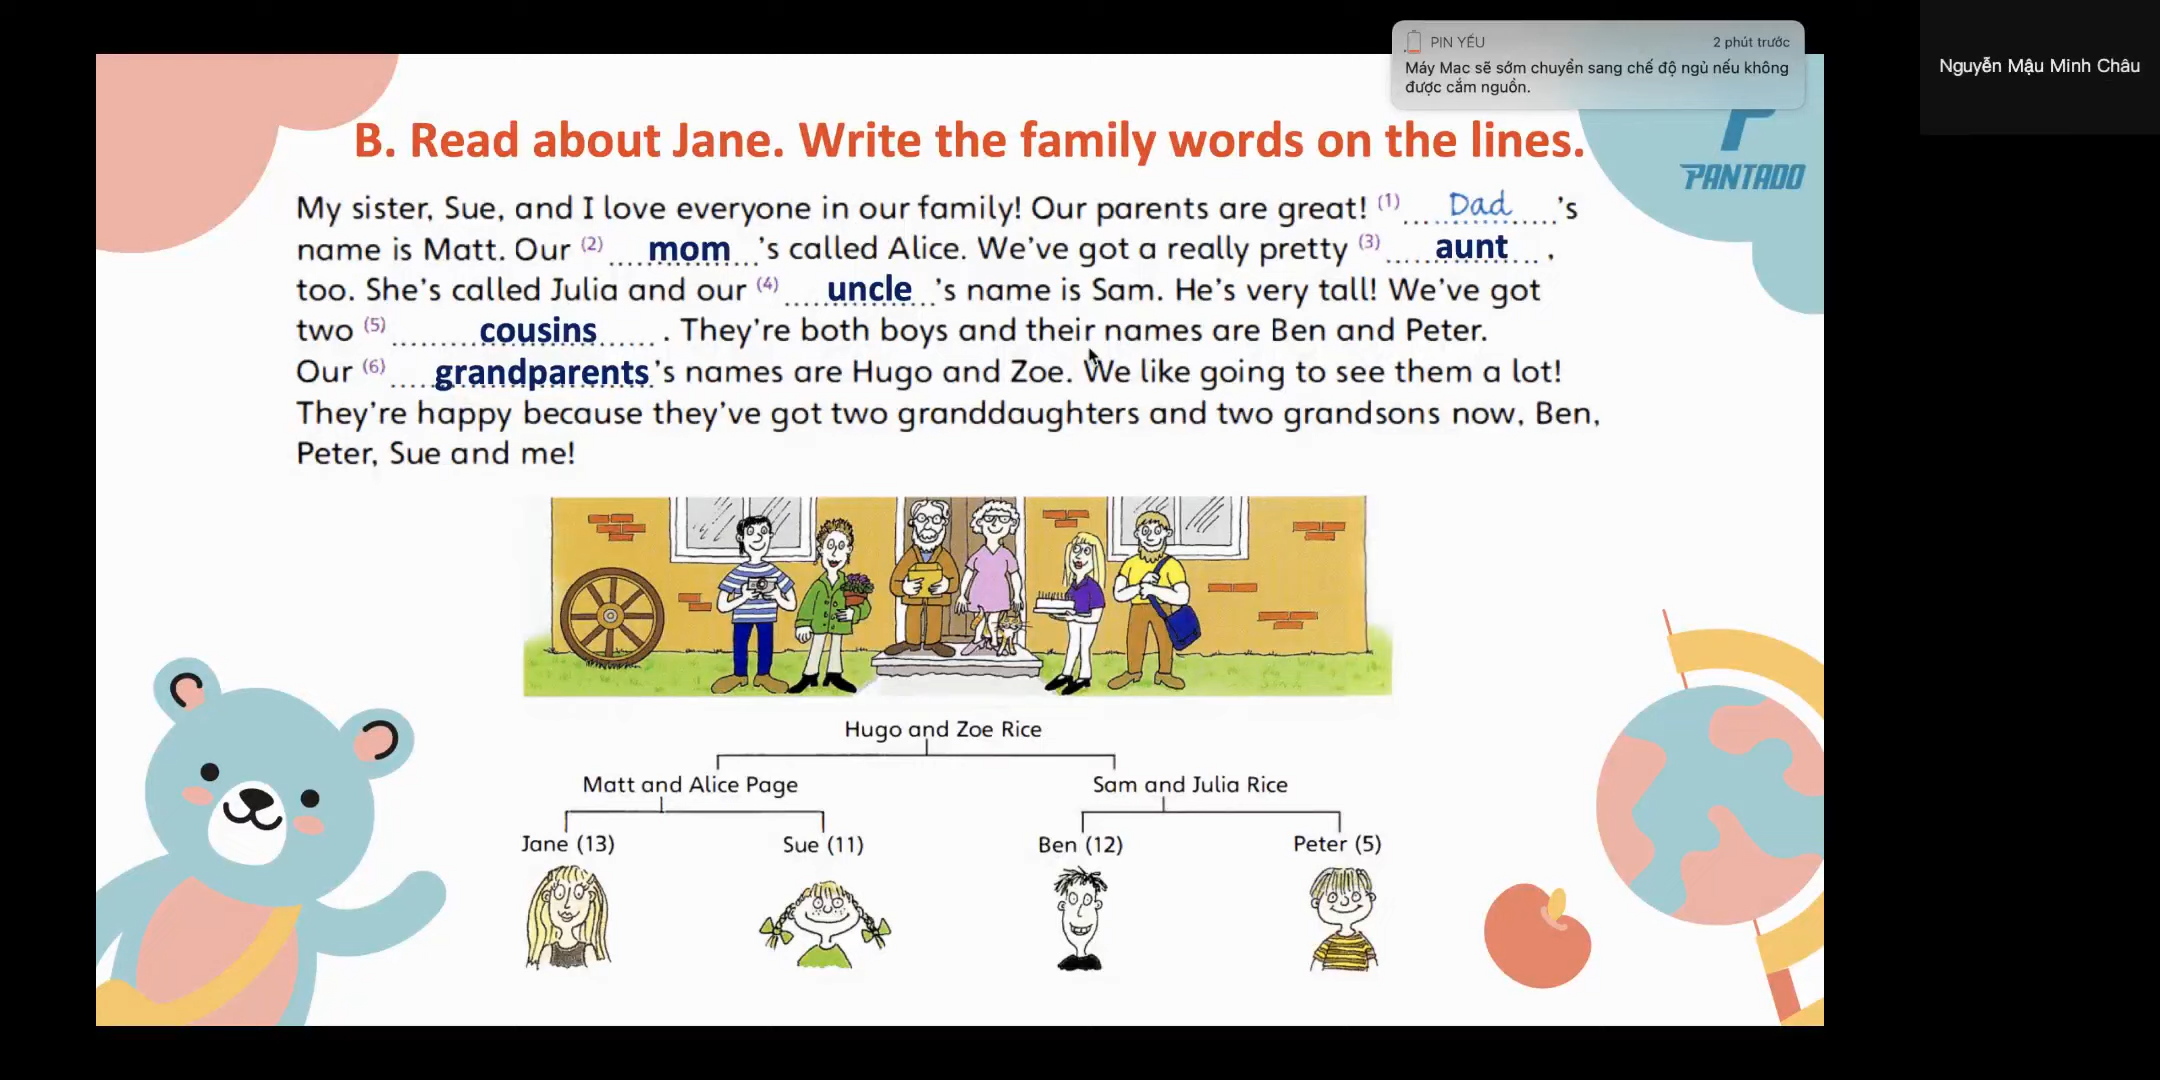 PIN YẾU 2 phút trước
Máy Mac sẽ sớm chuyển sang chế độ ngủ nếu không
được cắm nguồn.
Nguyễn Mậu Minh Châu
PANTADO
B. Read about Jane. Write the family words on the lines.
My sister, Sue, and I love everyone in our family! Our parents are great! (1) ....Dad....'s
name is Matt. Our (2) ....mom....'s called Alice. We've got a really pretty (3) ....aunt.... ,
too. She's called Julia and our (4) ....uncle....'s name is Sam. He's very tall! We've got
two (5) ....cousins.... . They're both boys and their names are Ben and Peter.
Our (6) ....grandparents's names are Hugo and Zoe. We like going to see them a lot!
They're happy because they've got two granddaughters and two grandsons now, Ben,
Peter, Sue and me!
Hugo and Zoe Rice
Matt and Alice Page Sam and Julia Rice
Jane (13) Sue (11) Ben (12) Peter (5)